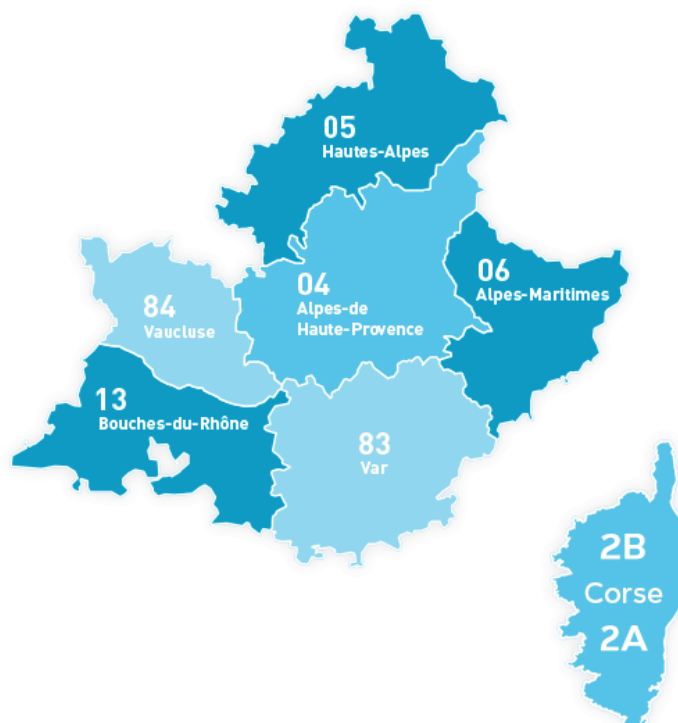 05
Hautes-Alpes
04
Alpes-de
Haute-Provence
06
Alpes-Maritimes
84
Vaucluse
13
Bouches-du-Rhône
83
Var
2B
Corse
2A